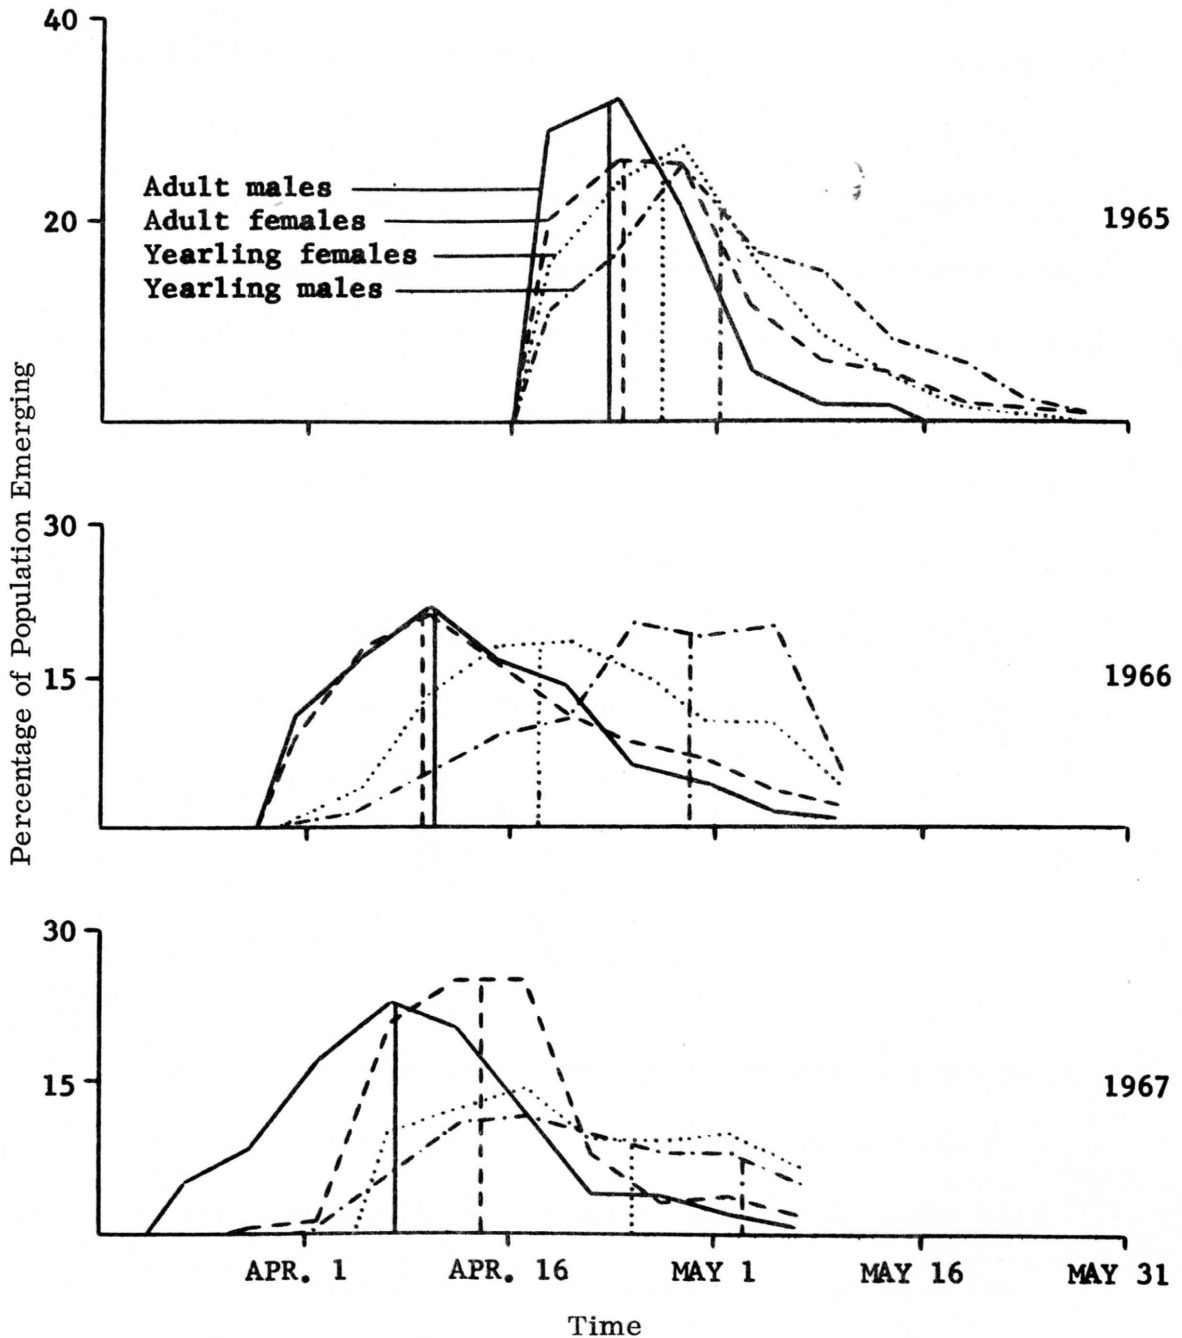 40
Adult males
Adult females
20
1965
Yearling females
Yearling males
Percentage of Population Emerging
30
15
1966
30
15
1967
APR. 1 APR. 16 MAY 1 MAY 16 MAY 31
Time